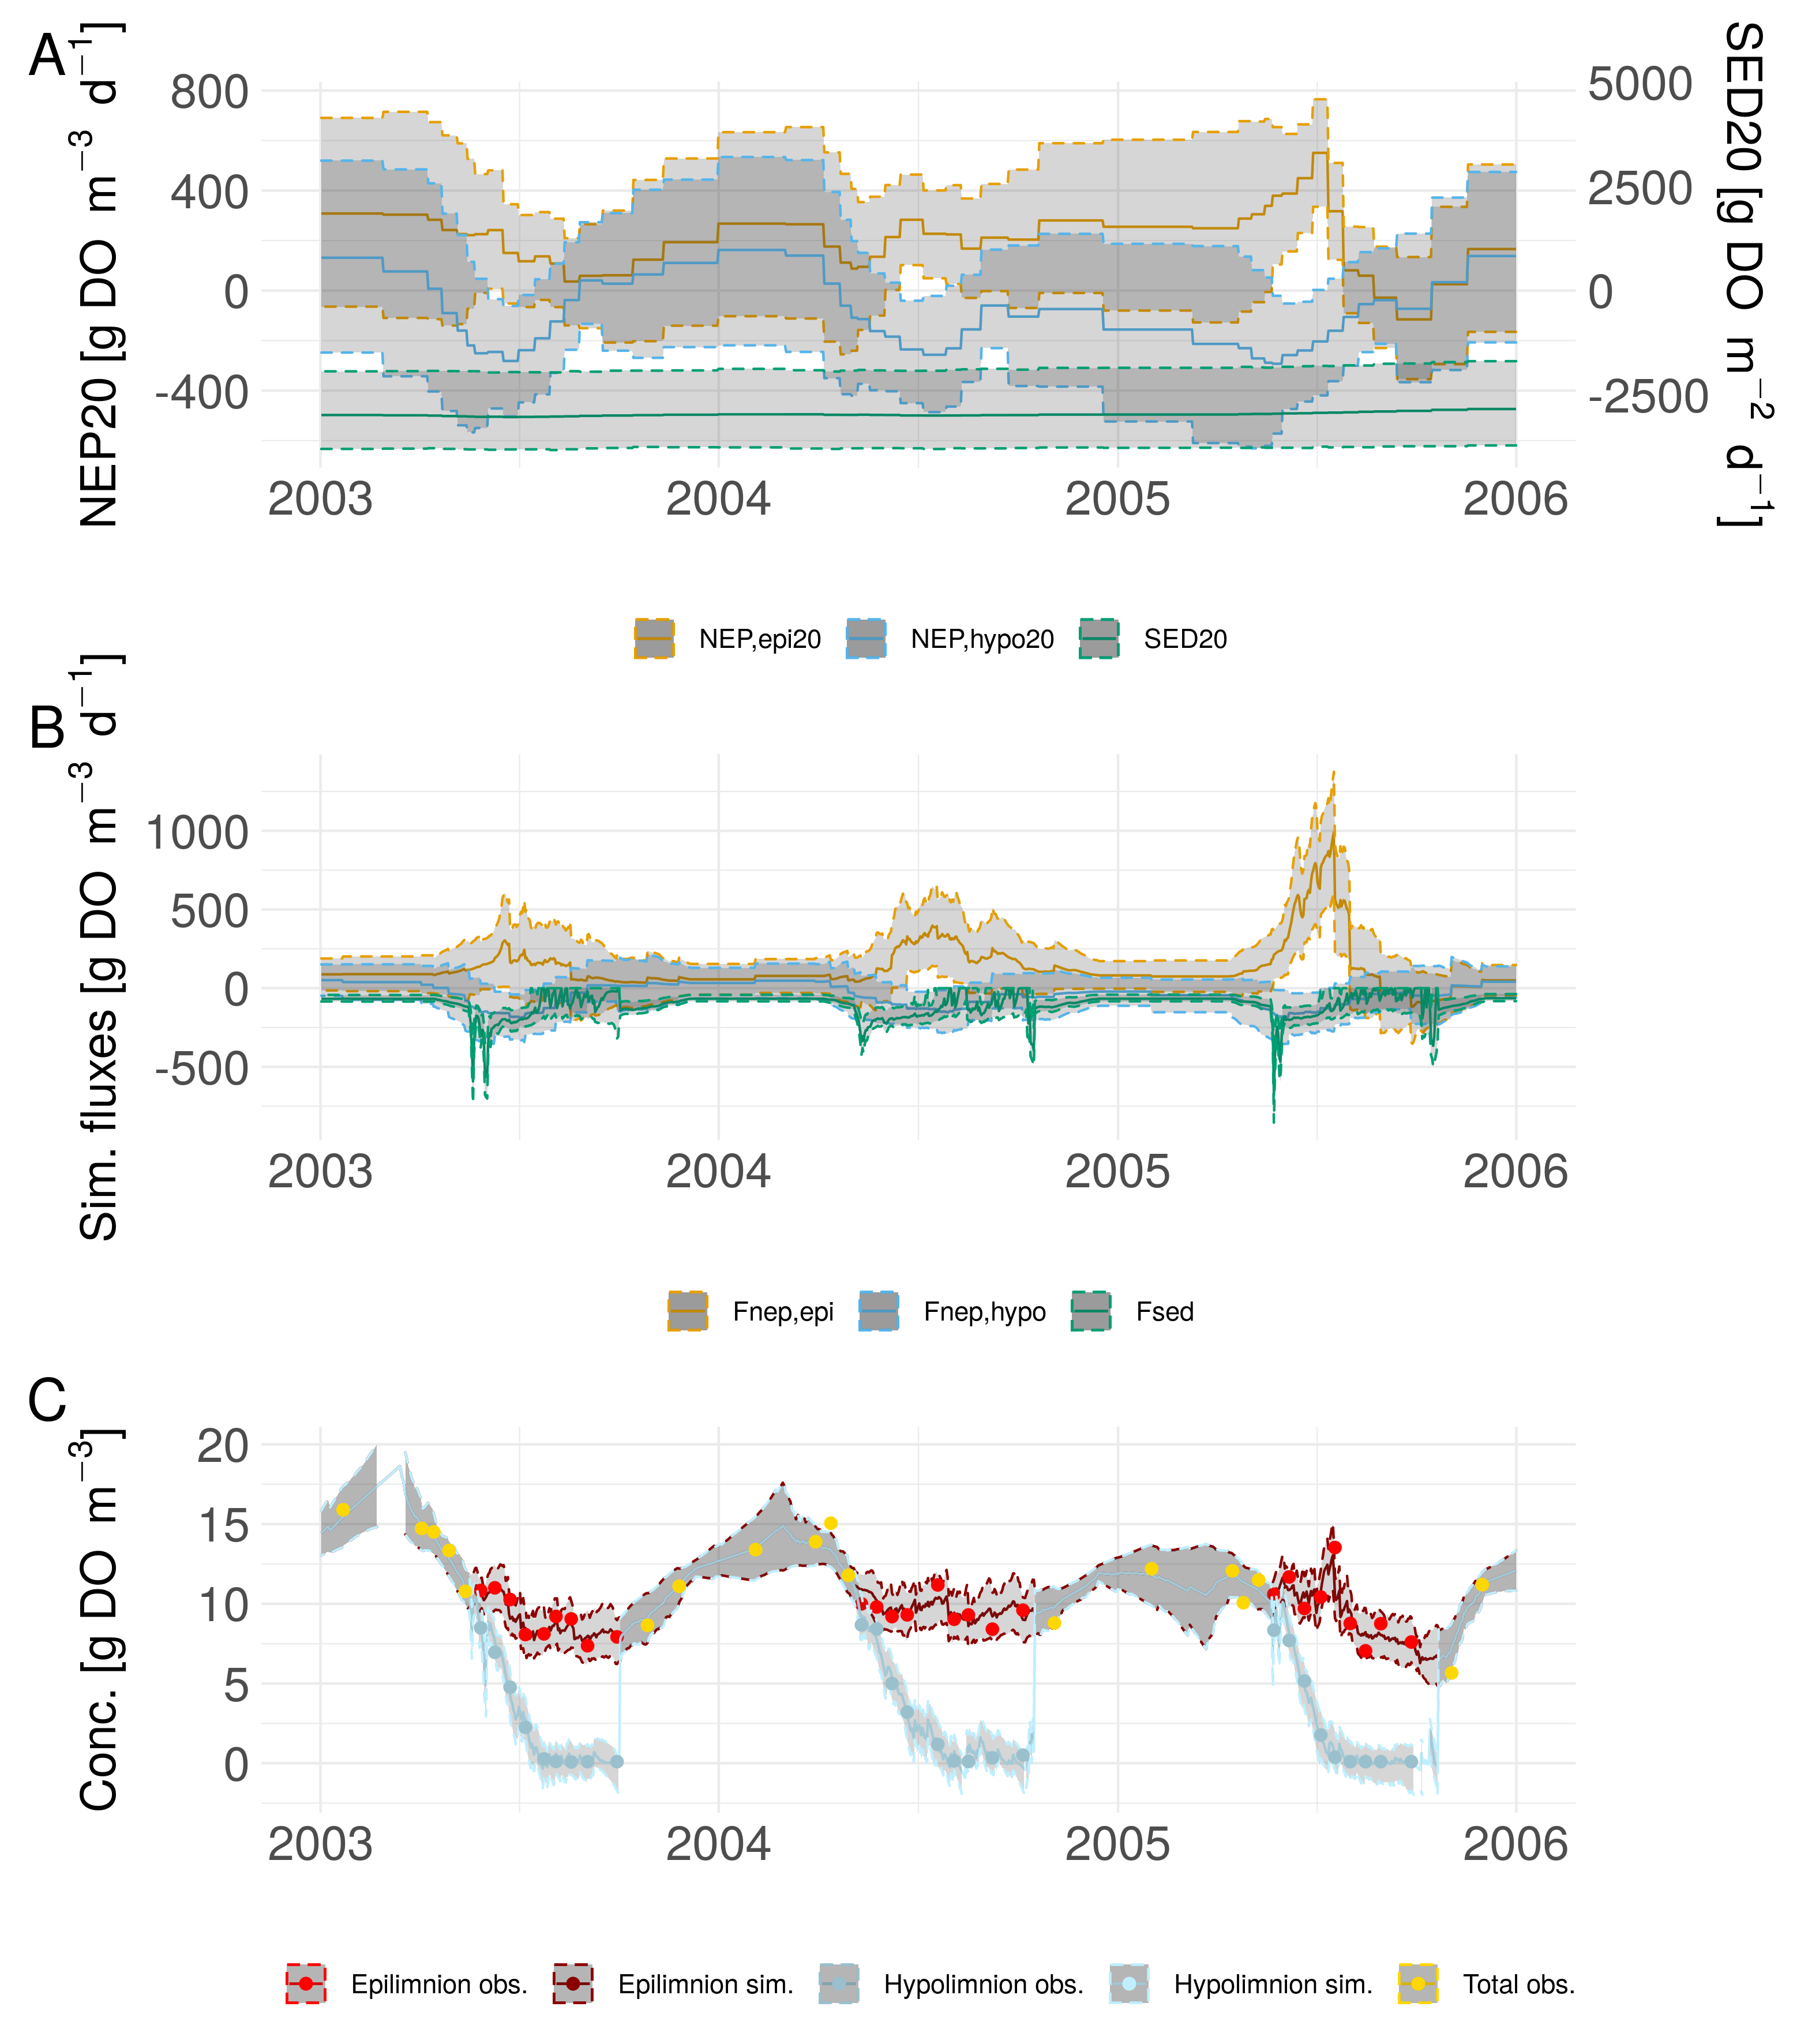 A
NEP20 [g DO m−3 d−1]
SED20 [g DO m−2 d−1]
800
400
0
-400
5000
2500
0
-2500
2003 2004 2005 2006
NEP,epi20 NEP,hypo20 SED20
B
Sim. fluxes [g DO m−3 d−1]
1000
500
0
-500
2003 2004 2005 2006
Fnep,epi Fnep,hypo Fsed
C
Conc. [g DO m−3]
20
15
10
5
0
2003 2004 2005 2006
Epilimnion obs. Epilimnion sim. Hypolimnion obs. Hypolimnion sim. Total obs.